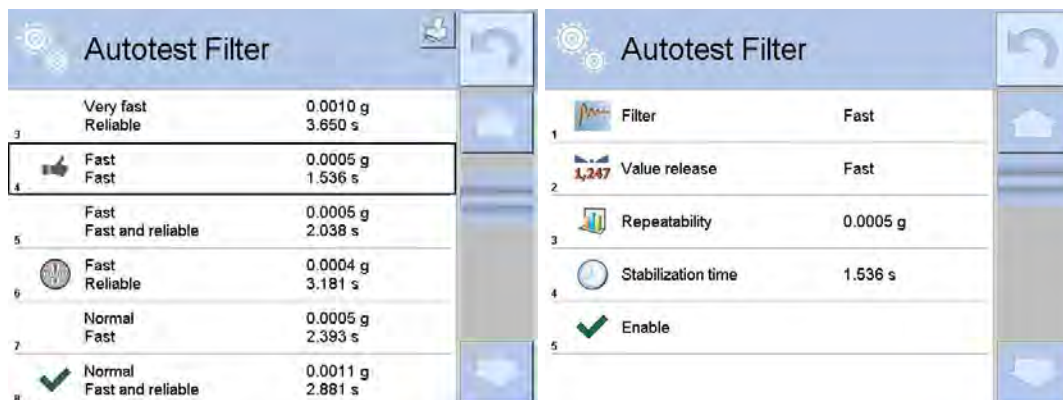 Autotest Filter
Very fast 0.0010 g
3 Reliable 3.650 s
Fast 0.0005 g
4 Fast 1.536 s
Fast 0.0005 g
5 Fast and reliable 2.038 s
Fast 0.0004 g
6 Reliable 3.181 s
Normal 0.0005 g
7 Fast 2.393 s
Normal 0.0011 g
8 Fast and reliable 2.881 s
Autotest Filter
1 Filter Fast
1,247 Value release Fast
2
3 Repeatability 0.0005 g
4 Stabilization time 1.536 s
5 Enable